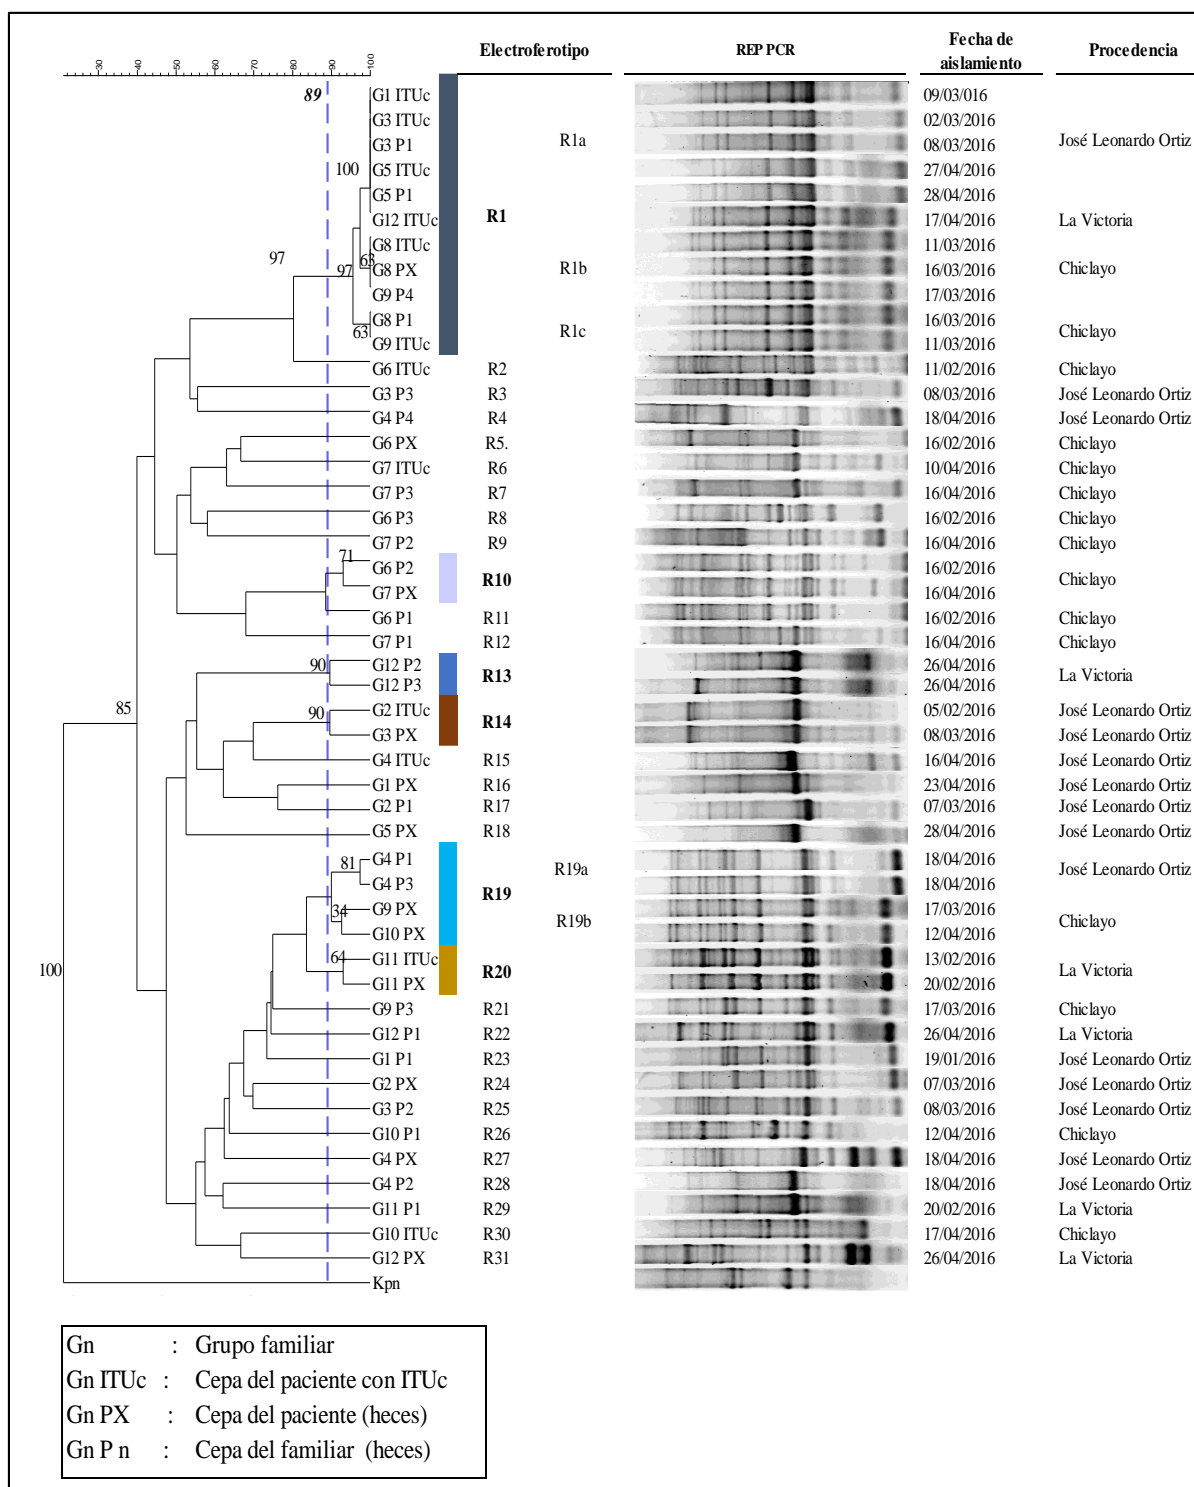 Electroferotipo REP PCR Fecha de aislamiento Procedencia
30 40 50 60 70 80 90 100
89
G1 ITUc 09/03/016
G3 ITUc 02/03/2016
G3 P1 R1a 08/03/2016 José Leonardo Ortiz
100 G5 ITUc 27/04/2016
G5 P1 28/04/2016
G12 ITUc R1 17/04/2016 La Victoria
G8 ITUc 11/03/2016
97 97 63 G8 PX R1b 16/03/2016 Chiclayo
G9 P4 17/03/2016
G8 P1 16/03/2016
63 G9 ITUc R1c 11/03/2016 Chiclayo
G6 ITUc R2 11/02/2016 Chiclayo
G3 P3 R3 08/03/2016 José Leonardo Ortiz
G4 P4 R4 18/04/2016 José Leonardo Ortiz
G6 PX R5. 16/02/2016 Chiclayo
G7 ITUc R6 10/04/2016 Chiclayo
G7 P3 R7 16/04/2016 Chiclayo
G6 P3 R8 16/02/2016 Chiclayo
G7 P2 R9 16/04/2016 Chiclayo
71 G6 P2 16/02/2016
R10 Chiclayo
G7 PX 16/04/2016
G6 P1 R11 16/02/2016 Chiclayo
G7 P1 R12 16/04/2016 Chiclayo
90 G12 P2 26/04/2016
R13 La Victoria
G12 P3 26/04/2016
85 90 G2 ITUc 05/02/2016 José Leonardo Ortiz
R14
G3 PX 08/03/2016 José Leonardo Ortiz
G4 ITUc R15 16/04/2016 José Leonardo Ortiz
G1 PX R16 23/04/2016 José Leonardo Ortiz
G2 P1 R17 07/03/2016 José Leonardo Ortiz
G5 PX R18 28/04/2016 José Leonardo Ortiz
81 G4 P1 R19a 18/04/2016 José Leonardo Ortiz
G4 P3 18/04/2016
R19
34 G9 PX R19b 17/03/2016 Chiclayo
G10 PX 12/04/2016
64 G11 ITUc 13/02/2016
100 R20 La Victoria
G11 PX 20/02/2016
G9 P3 R21 17/03/2016 Chiclayo
G12 P1 R22 26/04/2016 La Victoria
G1 P1 R23 19/01/2016 José Leonardo Ortiz
G2 PX R24 07/03/2016 José Leonardo Ortiz
G3 P2 R25 08/03/2016 José Leonardo Ortiz
G10 P1 R26 12/04/2016 Chiclayo
G4 PX R27 18/04/2016 José Leonardo Ortiz
G4 P2 R28 18/04/2016 José Leonardo Ortiz
G11 P1 R29 20/02/2016 La Victoria
G10 ITUc R30 17/04/2016 Chiclayo
G12 PX R31 26/04/2016 La Victoria
Kpn
Gn : Grupo familiar
Gn ITUc : Cepa del paciente con ITUc
Gn PX : Cepa del paciente (heces)
Gn P n : Cepa del familiar (heces)